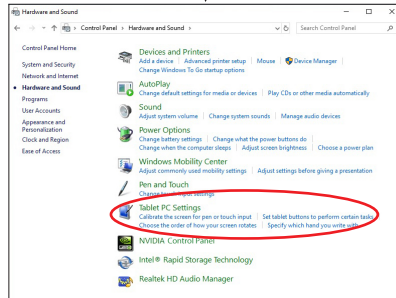 Hardware and Sound
Control Panel > Hardware and Sound >
Search Control Panel
Control Panel Home
System and Security
Network and Internet
Hardware and Sound
Programs
User Accounts
Appearance and
Personalization
Clock and Region
Ease of Access
Devices and Printers
Add a device | Advanced printer setup | Mouse | Device Manager |
Change Windows To Go startup options
AutoPlay
Change default settings for media or devices | Play CDs or other media automatically
Sound
Adjust system volume | Change system sounds | Manage audio devices
Power Options
Change battery settings | Change what the power buttons do |
Change when the computer sleeps | Adjust screen brightness | Choose a power plan
Windows Mobility Center
Adjust commonly used mobility settings | Adjust settings before giving a presentation
Pen and Touch
Change touch input settings
Tablet PC Settings
Calibrate the screen for pen or touch input | Set tablet buttons to perform certain tasks
Choose the order of how your screen rotates | Specify which hand you write with
NVIDIA Control Panel
Intel® Rapid Storage Technology
Realtek HD Audio Manager